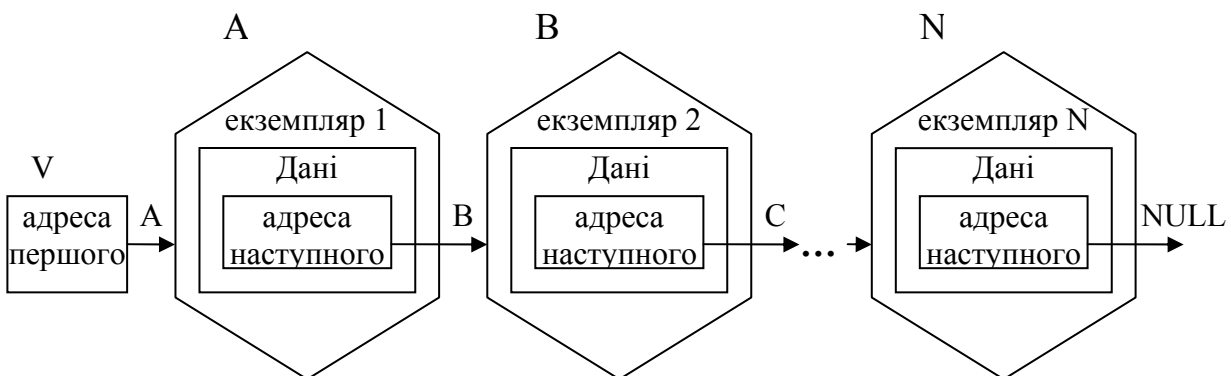 A
B
N
екземпляр 1
екземпляр 2
екземпляр N
V
Дані
Дані
Дані
адреса
першого
A
адреса
наступного
B
адреса
наступного
C
...
адреса
наступного
NULL